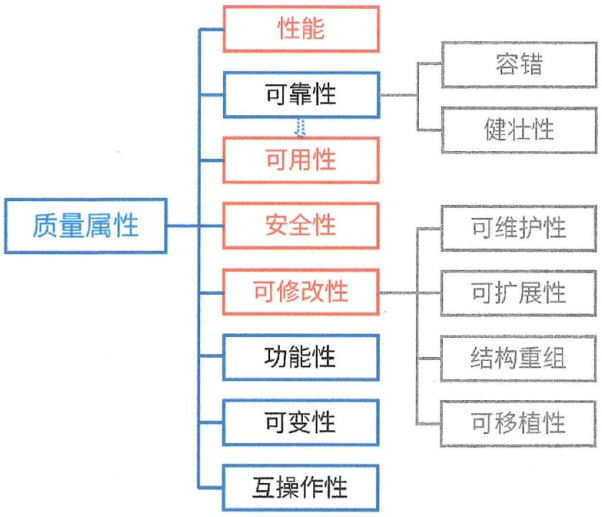 质量属性
性能
可靠性
容错
健壮性
可用性
安全性
可修改性
可维护性
可扩展性
结构重组
可移植性
功能性
可变性
互操作性